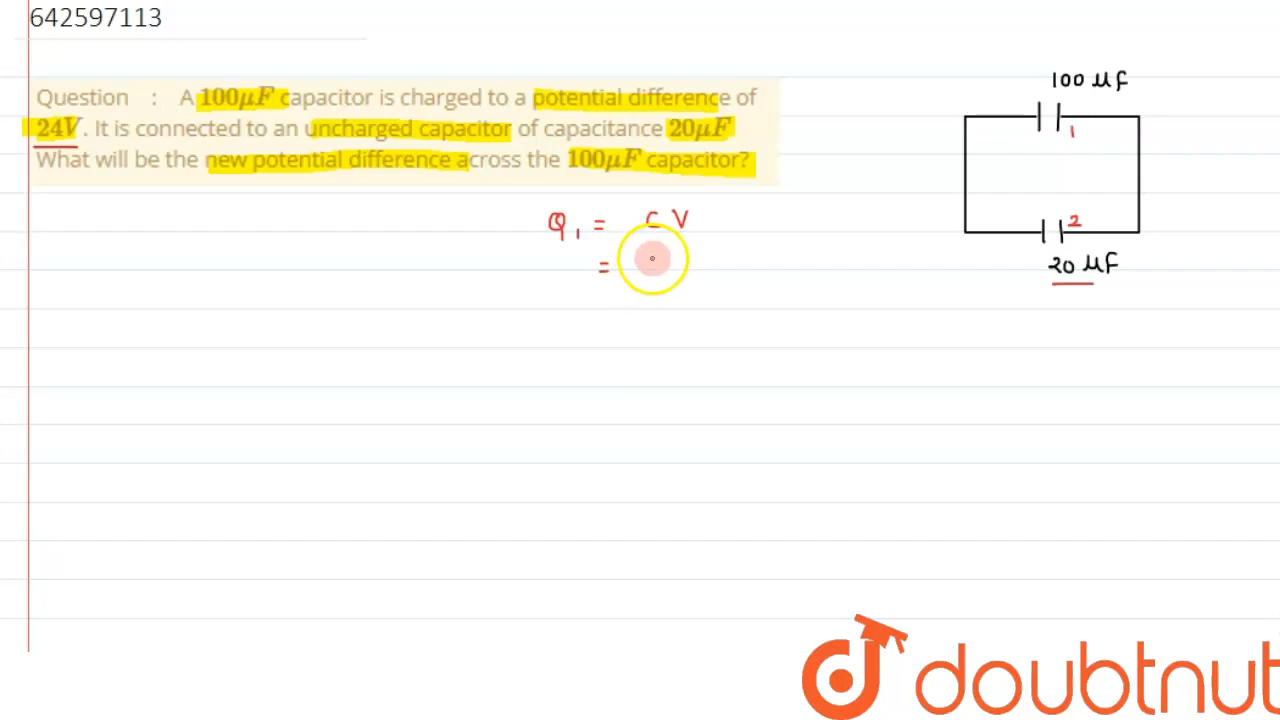 642597113
Question : A 100μF capacitor is charged to a potential difference of
24V. It is connected to an uncharged capacitor of capacitance 20μF
What will be the new potential difference across the 100μF capacitor?
Q1 = C V
=
100 μF
1
2
20 μF
doubtnut